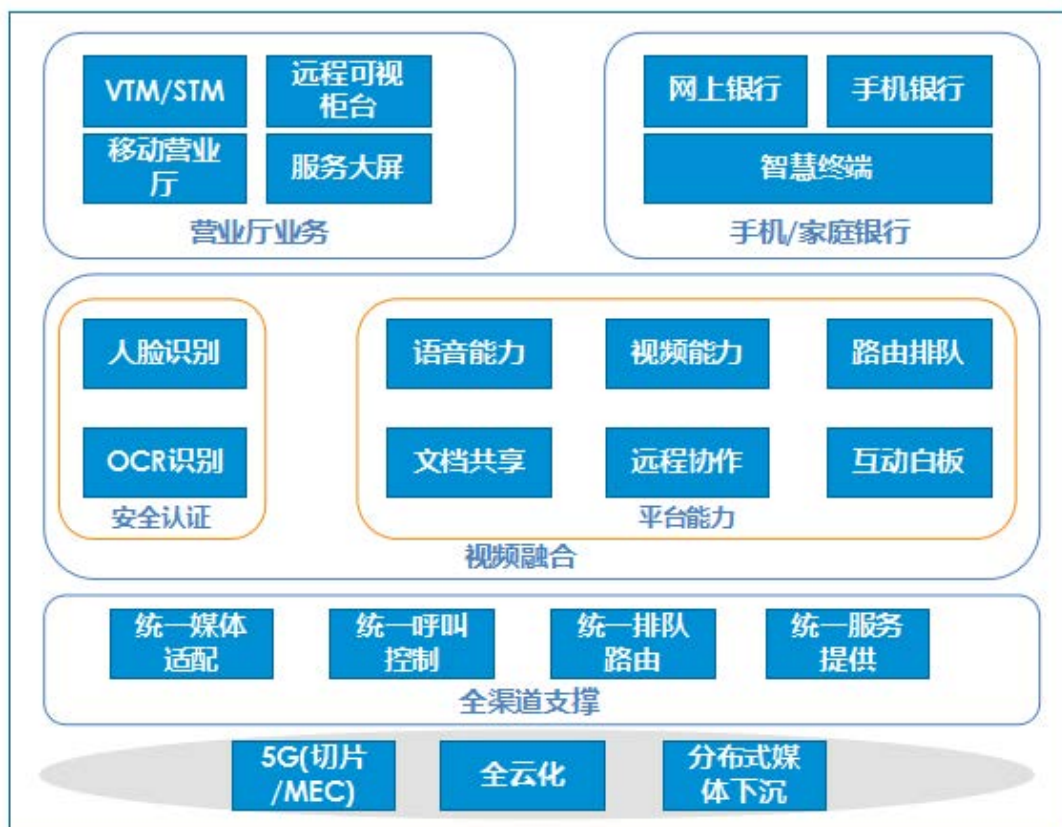 VTM/STM
远程可视
柜台
移动营业
厅
服务大屏
营业厅业务
网上银行
手机银行
智慧终端
手机/家庭银行
人脸识别
OCR识别
安全认证
语音能力
视频能力
路由排队
文档共享
远程协作
互动白板
平台能力
视频融合
统一媒体
适配
统一呼叫
控制
统一排队
路由
统一服务
提供
全渠道支撑
5G(切片
/MEC)
全云化
分布式媒
体下沉